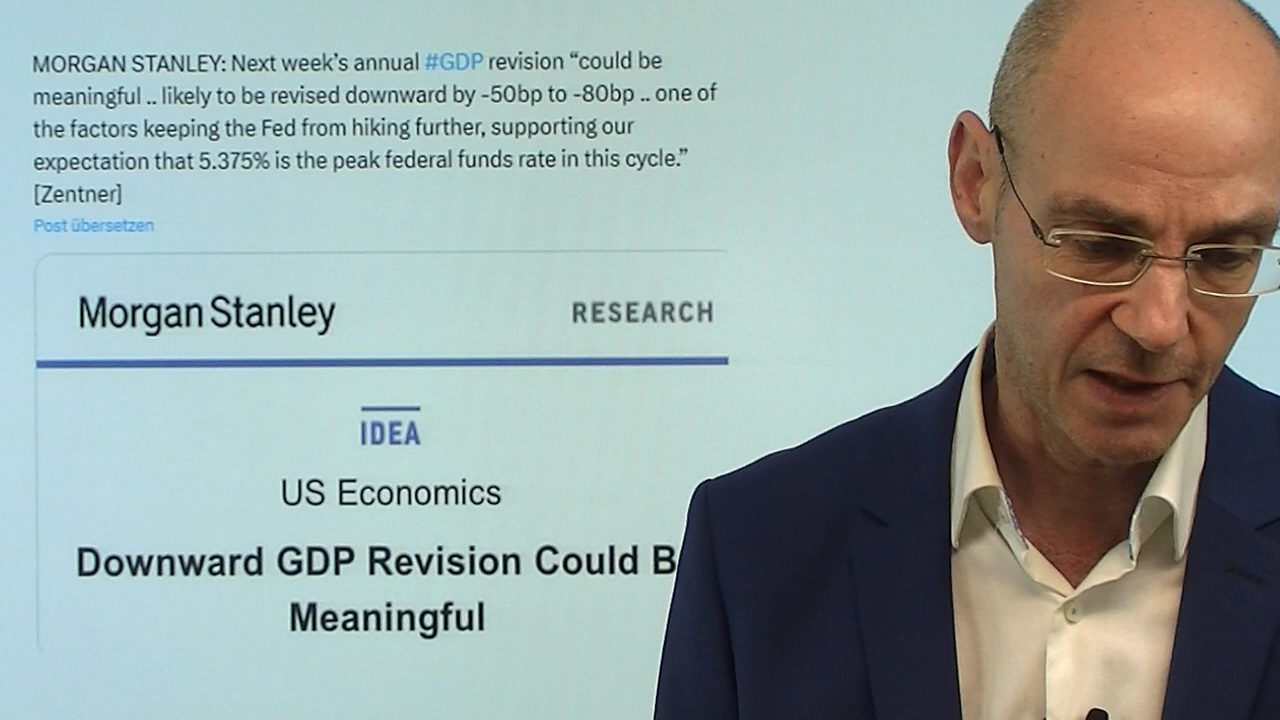 MORGAN STANLEY: Next week's annual #GDP revision “could be
meaningful .. likely to be revised downward by -50bp to -80bp .. one of
the factors keeping the Fed from hiking further, supporting our
expectation that 5.375% is the peak federal funds rate in this cycle.”
[Zentner]
Post übersetzen
Morgan Stanley RESEARCH
IDEA
US Economics
Downward GDP Revision Could B
Meaningful